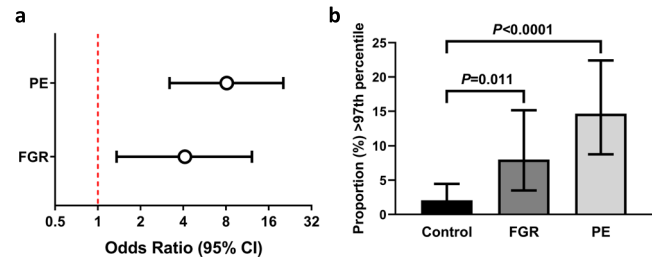 a
PE
FGR
0.5 1 2 4 8 16 32
Odds Ratio (95% CI)
b
Proportion (%) >97th percentile
25
20
15
10
5
0
P<0.0001
P=0.011
Control FGR PE